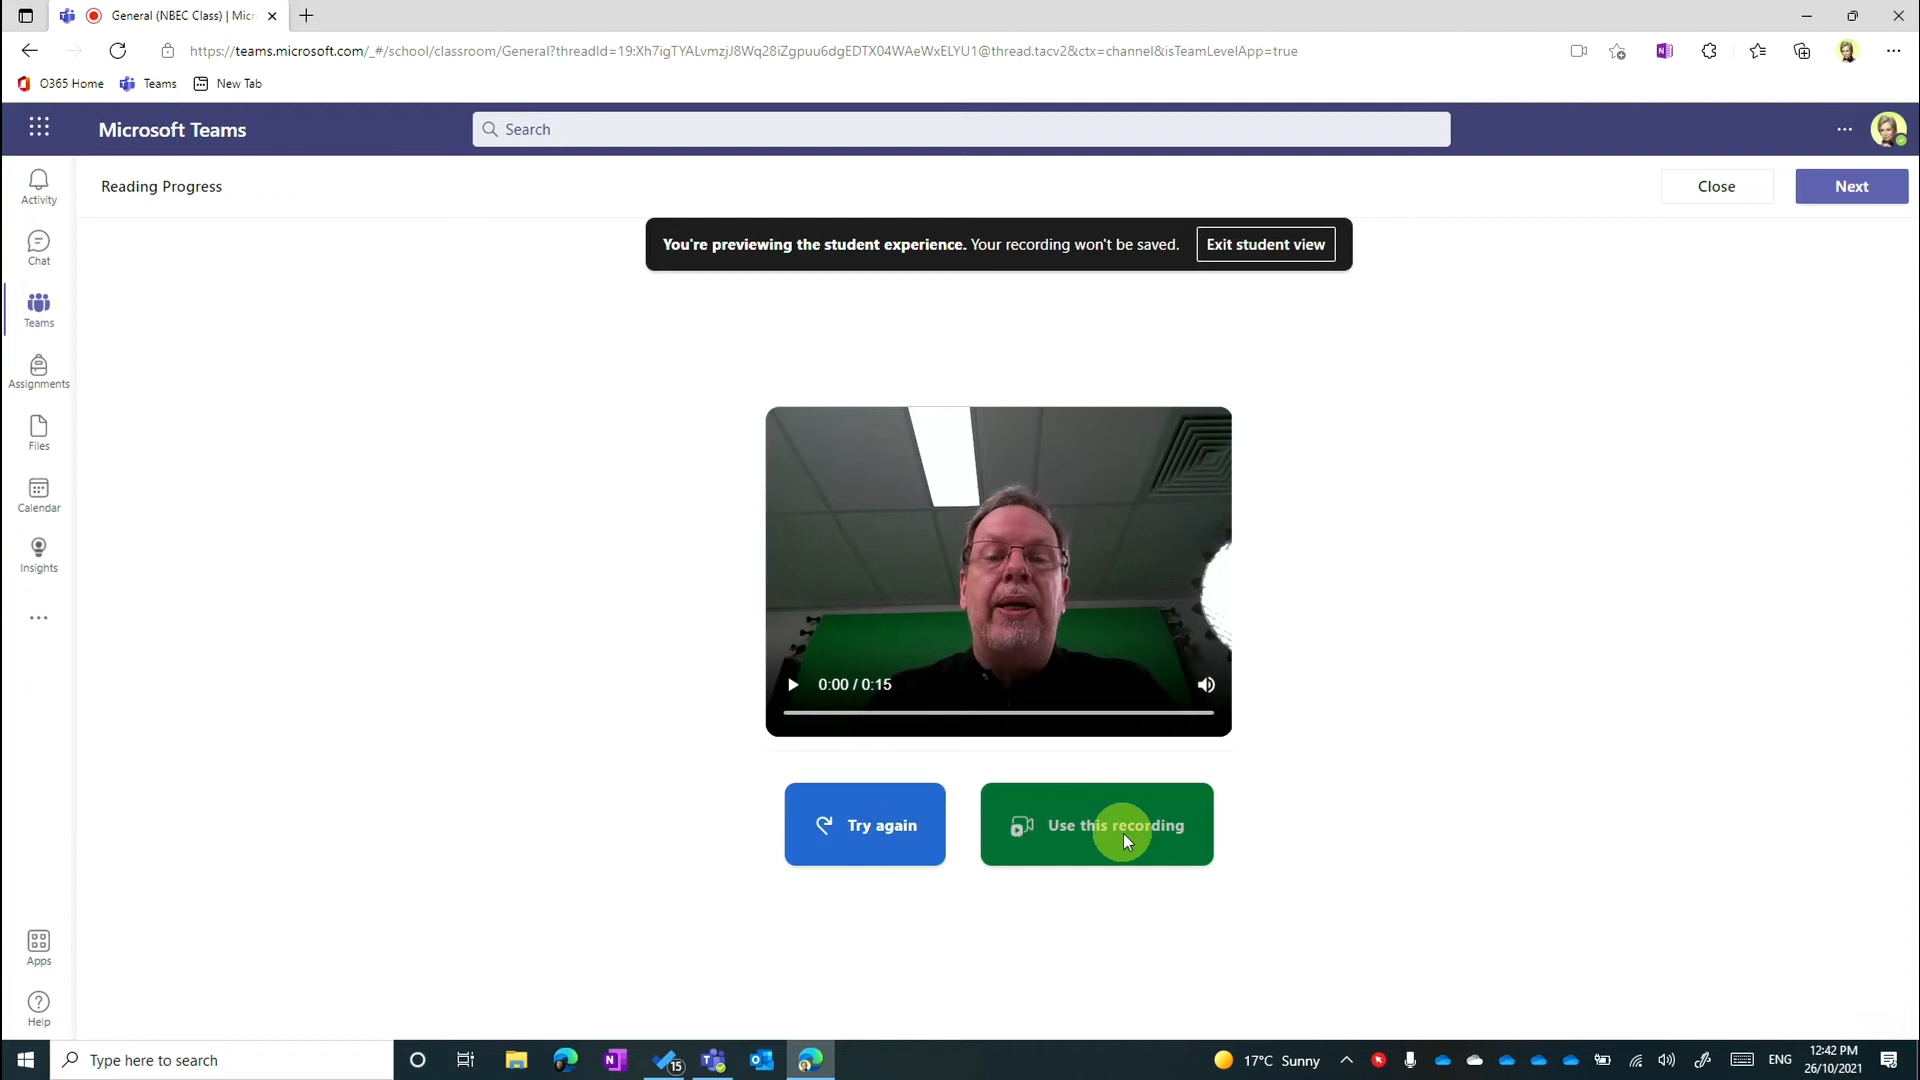 General (NBEC Class) | Micr
https://teams.microsoft.com/_#/school/classroom/General?threadId=19:Xh7igTYALvmzjJ8Wq28iZgpuu6dgEDTX04WAeWxELYU1@thread.tacv2&ctx=channel&isTeamLevelApp=true
O365 Home
Teams
New Tab
Microsoft Teams
Search
Activity
Chat
Teams
Assignments
Files
Calendar
Insights
Apps
Help
Reading Progress
Close
Next
You're previewing the student experience. Your recording won't be saved.
Exit student view
0:00 / 0:15
Try again
Use this recording
Type here to search
15
17°C Sunny
ENG
12:42 PM
26/10/2021